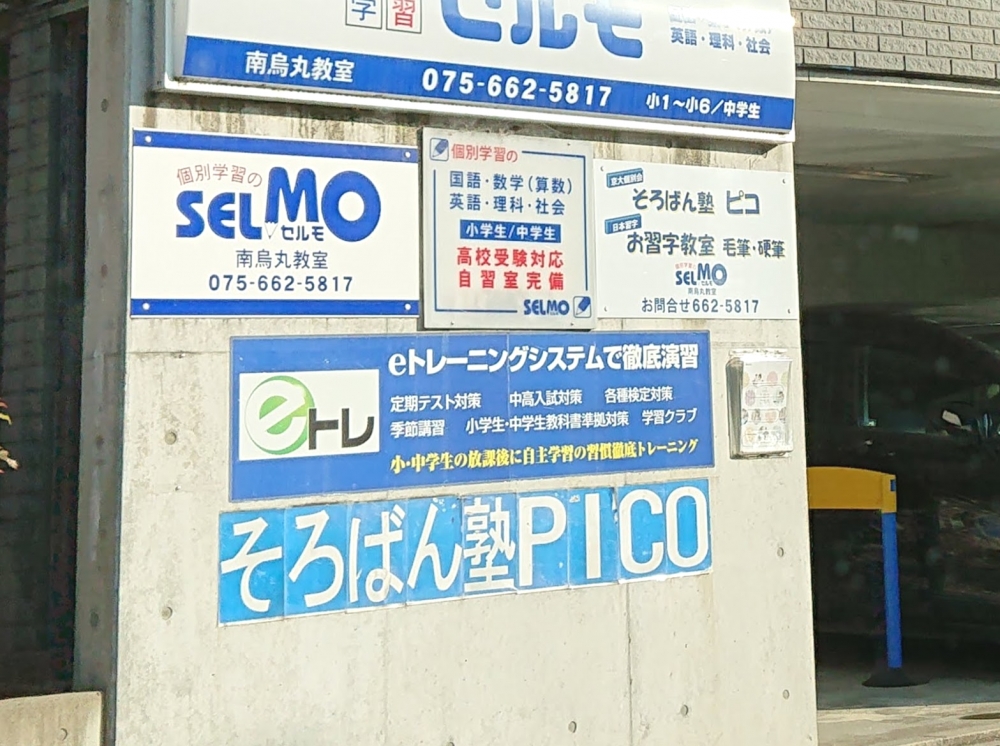 学習 セルモ
英語・理科・社会
南烏丸教室 075-662-5817 小1〜小6/中学生
個別学習の
SELMO
セルモ
南烏丸教室
075-662-5817
個別学習の
国語・数学(算数)
英語・理科・社会
小学生/中学生
高校受験対応
自習室完備
SELMO
そろばん塾 ピコ
日本習字
お習字教室 毛筆・硬筆
SELMO
セルモ
南烏丸教室
お問合せ662-5817
eトレ
eトレーニングシステムで徹底演習
定期テスト対策 中高入試対策 各種検定対策
季節講習 小学生・中学生教科書準拠対策 学習クラブ
小・中学生の放課後に自主学習の習慣徹底トレーニング
そろばん塾PICO